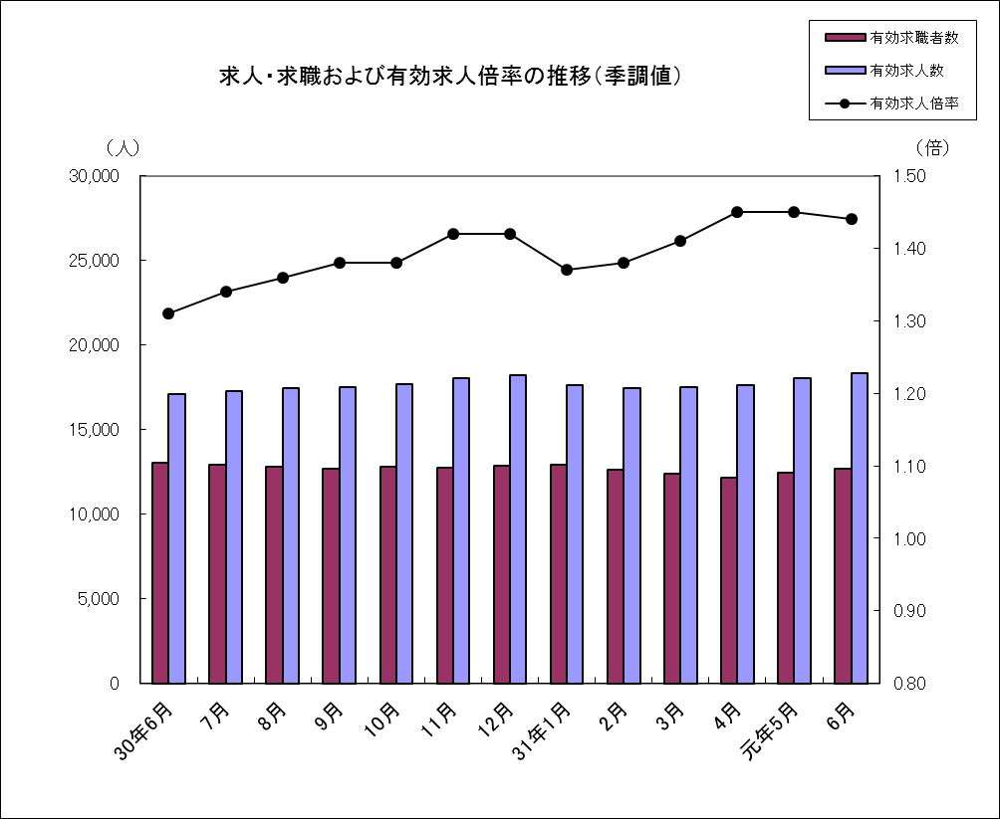 有効求職者数
有効求人数
有効求人倍率
求人・求職および有効求人倍率の推移（季調値）
（人）
（倍）
30,000
25,000
20,000
15,000
10,000
5,000
0
1.50
1.40
1.30
1.20
1.10
1.00
0.90
0.80
30年6月
7月
8月
9月
10月
11月
12月
31年1月
2月
3月
4月
元年5月
6月